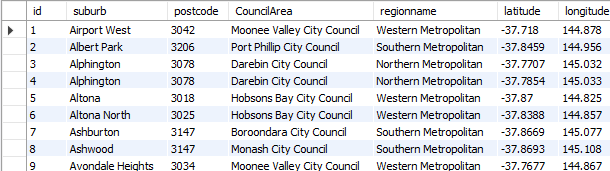 id suburb postcode CouncilArea regionname latitude longitude
1 Airport West 3042 Moonee Valley City Council Western Metropolitan -37.718 144.878
2 Albert Park 3206 Port Phillip City Council Southern Metropolitan -37.8459 144.956
3 Alphington 3078 Darebin City Council Northern Metropolitan -37.7707 145.032
4 Alphington 3078 Darebin City Council Northern Metropolitan -37.7854 145.033
5 Altona 3018 Hobsons Bay City Council Western Metropolitan -37.87 144.825
6 Altona North 3025 Hobsons Bay City Council Western Metropolitan -37.8388 144.857
7 Ashburton 3147 Boroondara City Council Southern Metropolitan -37.8669 145.077
8 Ashwood 3147 Monash City Council Southern Metropolitan -37.8693 145.108
9 Avondale Heights 3034 Moonee Valley City Council Western Metropolitan -37.7677 144.867